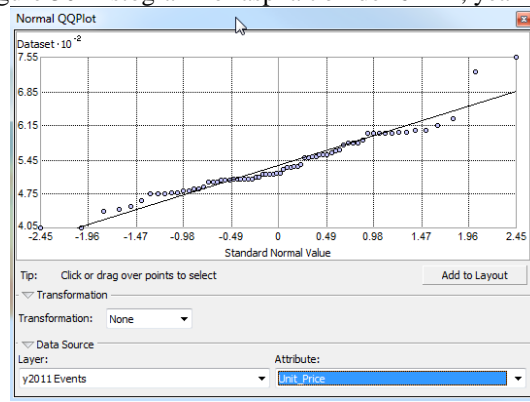 Normal QQPlot
Dataset · 10 -2
7.55
6.85
6.15
5.45
4.75
4.05
-2.45 -1.96 -1.47 -0.98 -0.49 0 0.49 0.98 1.47 1.96 2.45
Standard Normal Value
Tip: Click or drag over points to select Add to Layout
Transformation
Transformation: None
Data Source
Layer: Attribute:
y2011 Events Unit_Price